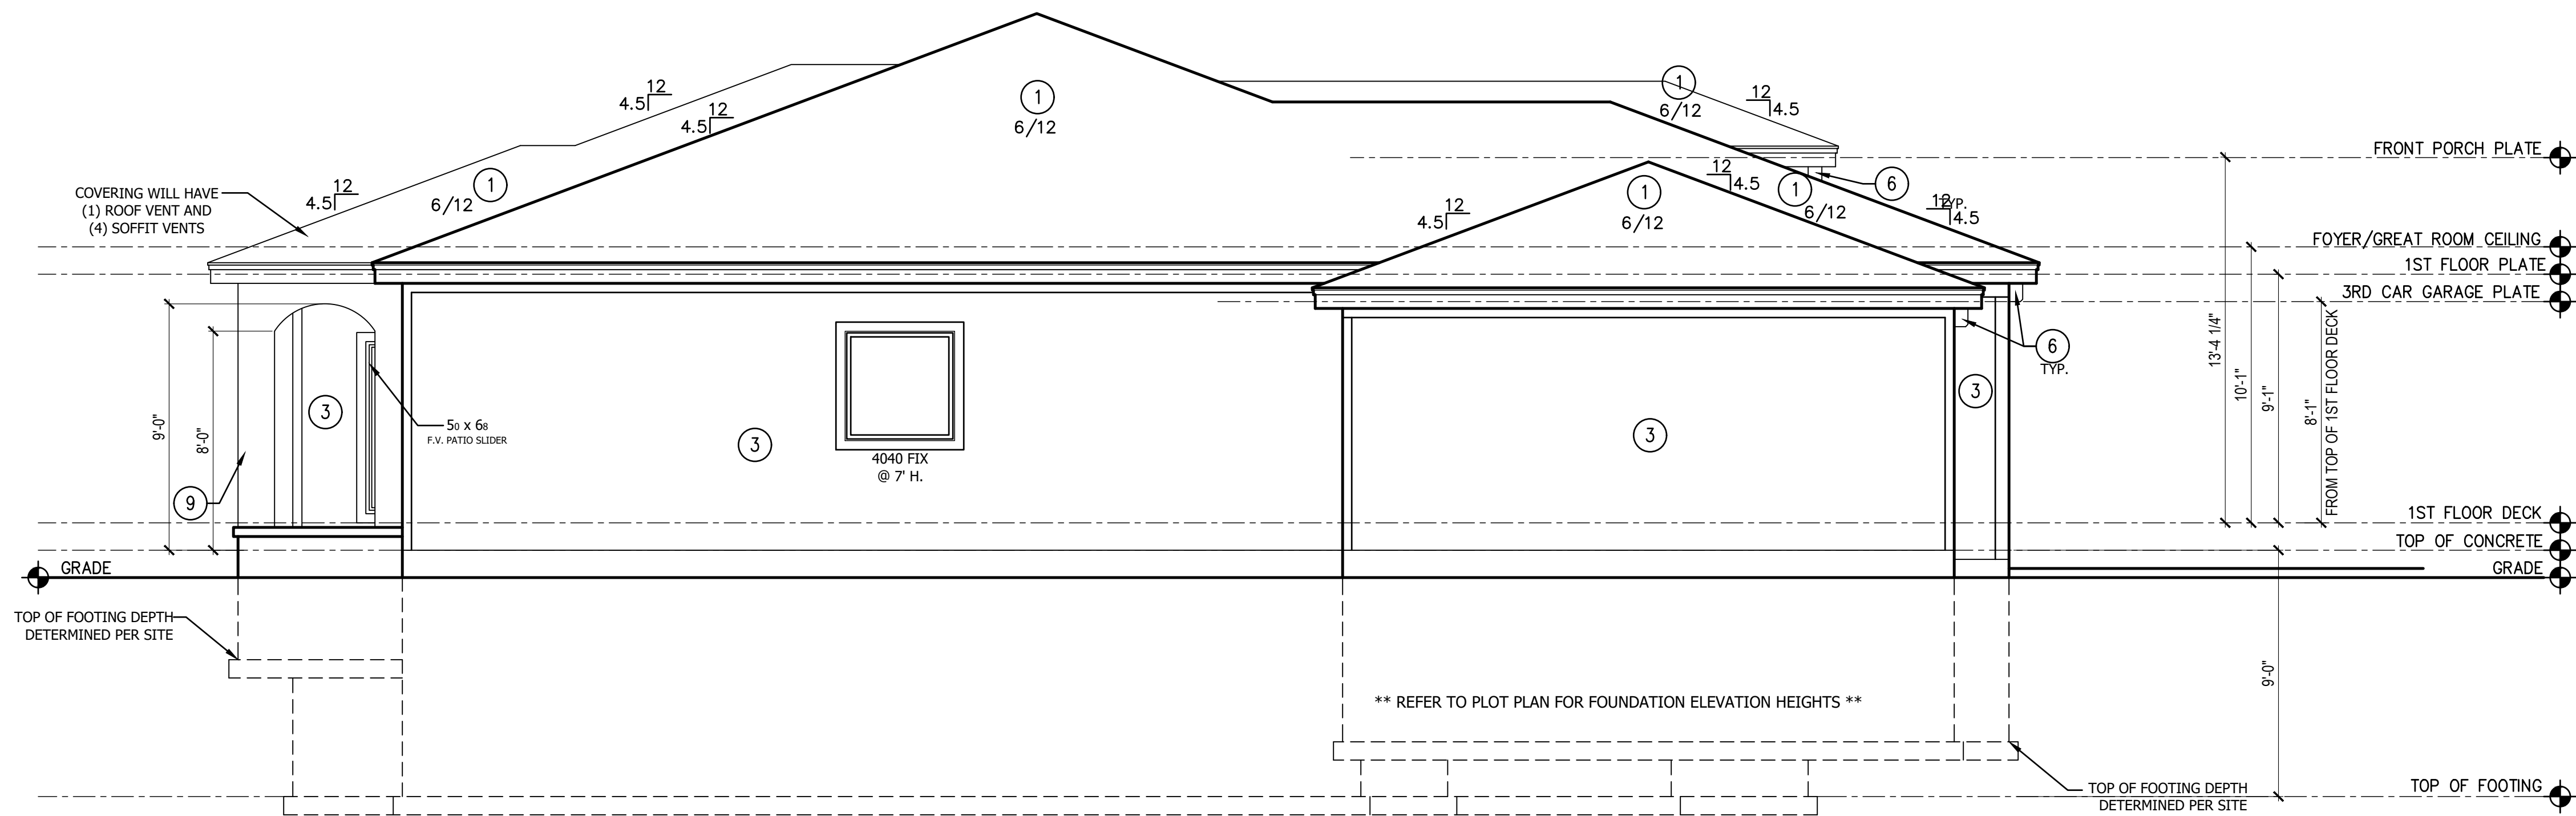 12
4.5
12
4.5
12
4.5
1
6/12
1
6/12
1
6/12
12
4.5
FRONT PORCH PLATE
COVERING WILL HAVE
(1) ROOF VENT AND
(4) SOFFIT VENTS
12
4.5
1
6/12
12
4.5
1
6/12
6
12
TYP.
4.5
FOYER/GREAT ROOM CEILING
1ST FLOOR PLATE
3RD CAR GARAGE PLATE
6
TYP.
13'-4 1/4"
10'-1"
9'-1"
8'-1"
FROM TOP OF 1ST FLOOR DECK
9'-0"
8'-0"
3
50 x 68
F.V. PATIO SLIDER
9
3
4040 FIX
@ 7' H.
3
3
1ST FLOOR DECK
TOP OF CONCRETE
GRADE
GRADE
TOP OF FOOTING DEPTH
DETERMINED PER SITE
** REFER TO PLOT PLAN FOR FOUNDATION ELEVATION HEIGHTS **
9'-0"
TOP OF FOOTING DEPTH
DETERMINED PER SITE
TOP OF FOOTING